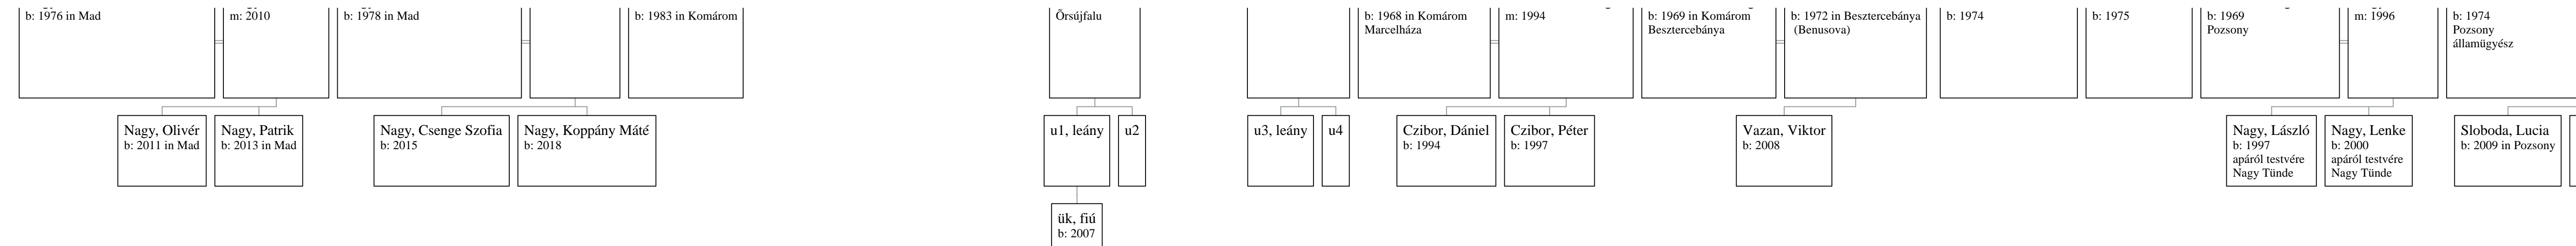 b: 1976 in Mad
m: 2010
b: 1978 in Mad
b: 1983 in Komárom
Őrsújfalu
b: 1968 in Komárom
Marcelháza
m: 1994
b: 1969 in Komárom
Besztercebánya
b: 1972 in Besztercebánya
(Benusova)
b: 1974
b: 1975
b: 1969
Pozsony
m: 1996
b: 1974
Pozsony
államügyész
Nagy, Olivér
b: 2011 in Mad
Nagy, Patrik
b: 2013 in Mad
Nagy, Csenge Szofia
b: 2015
Nagy, Koppány Máté
b: 2018
u1, leány
u2
u3, leány
u4
Czibor, Dániel
b: 1994
Czibor, Péter
b: 1997
Vazan, Viktor
b: 2008
Nagy, László
b: 1997
apáról testvére
Nagy Tünde
Nagy, Lenke
b: 2000
apáról testvére
Nagy Tünde
Sloboda, Lucia
b: 2009 in Pozsony
ük, fiú
b: 2007